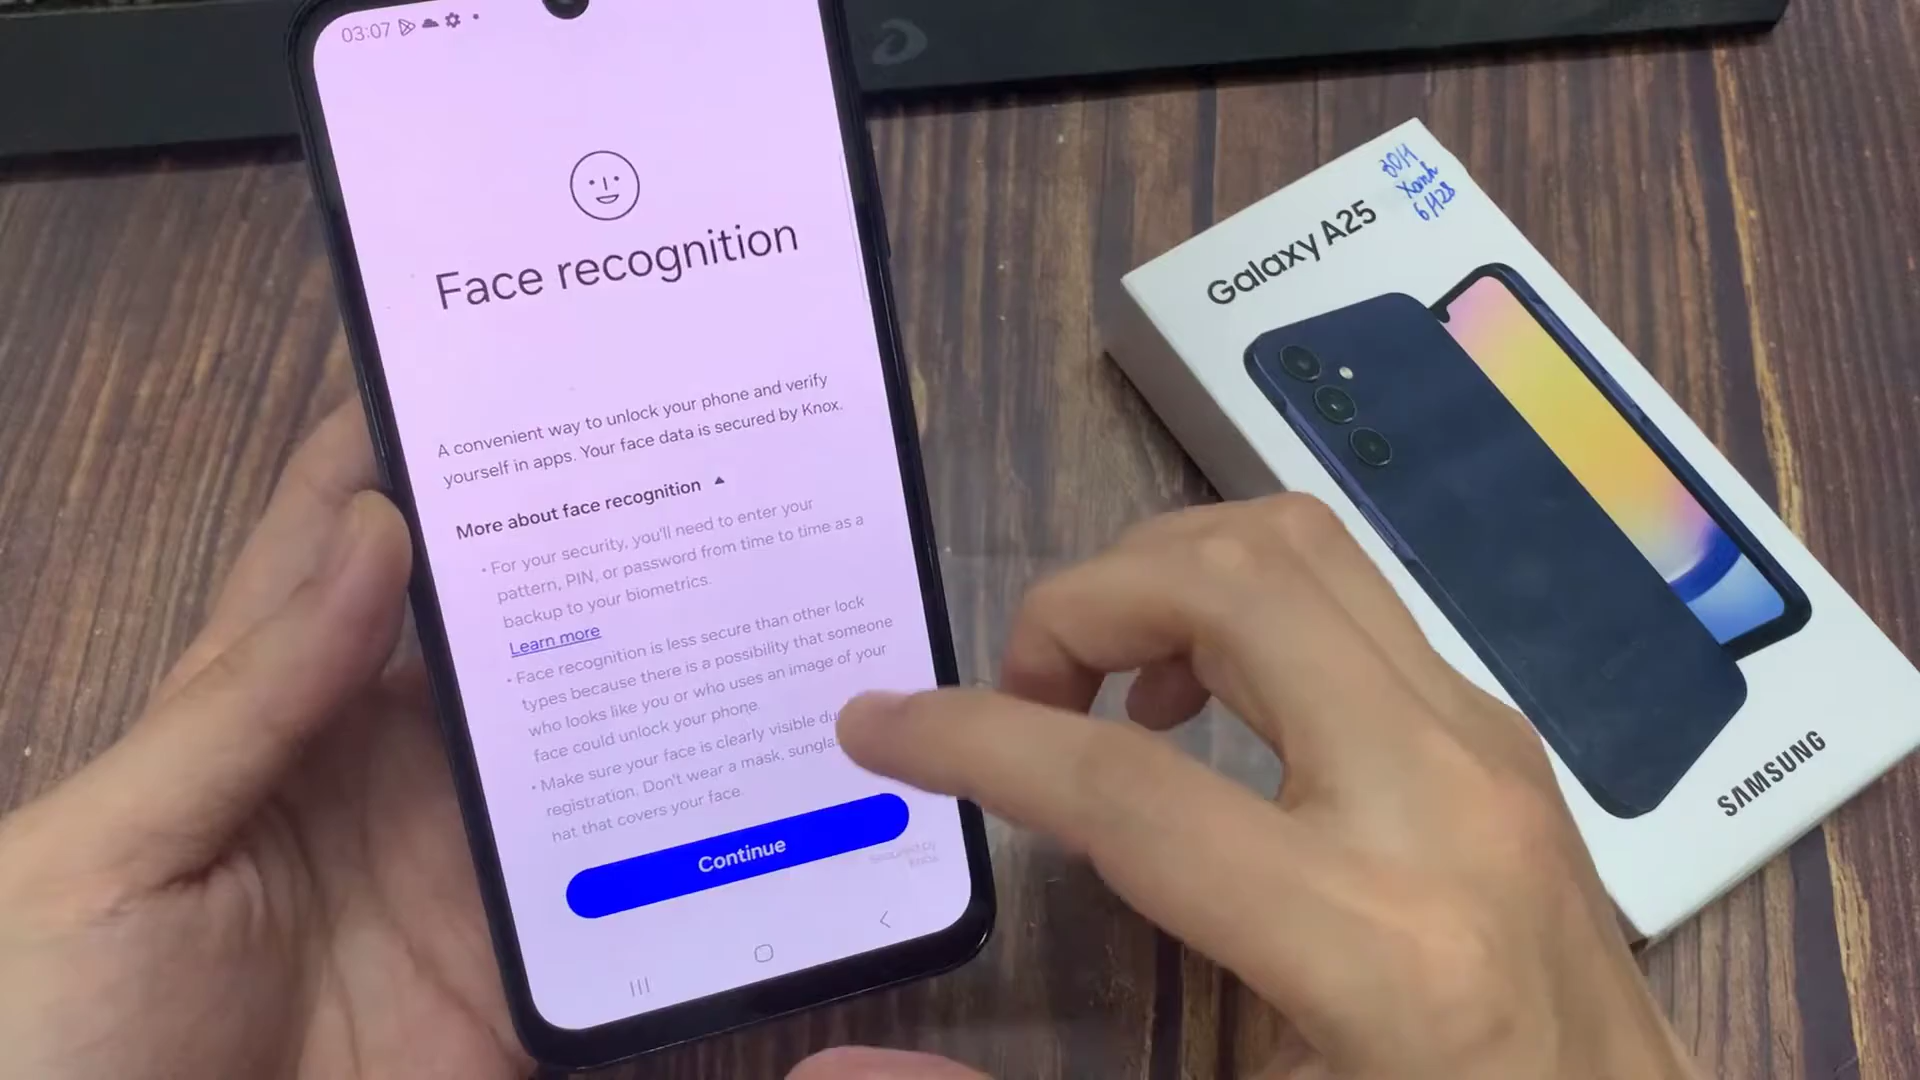 03:07
Face recognition
A convenient way to unlock your phone and verify
yourself in apps. Your face data is secured by Knox.
More about face recognition
• For your security, you'll need to enter your
pattern, PIN, or password from time to time as a
backup to your biometrics.
Learn more
• Face recognition is less secure than other lock
types because there is a possibility that someone
who looks like you or who uses an image of your
face could unlock your phone.
• Make sure your face is clearly visible
registration. Don't wear a mask,
hat that covers your face.
Continue
Secured by
Knox
Galaxy A25
Xanh
SAMSUNG